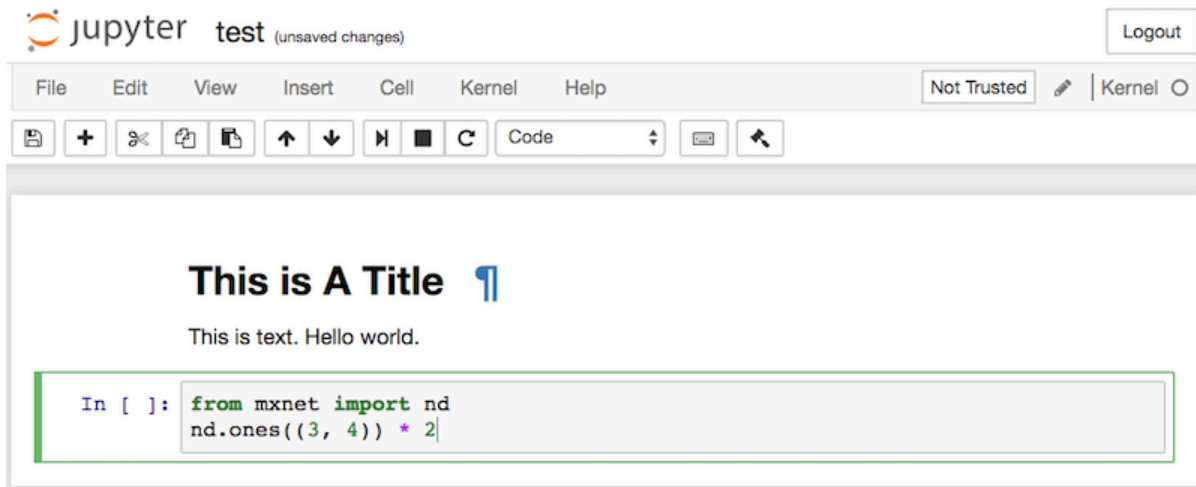 jupyter test (unsaved changes) Logout
File Edit View Insert Cell Kernel Help Not Trusted Kernel
Code
This is A Title ¶
This is text. Hello world.
In [ ]: from mxnet import nd
nd.ones((3, 4)) * 2